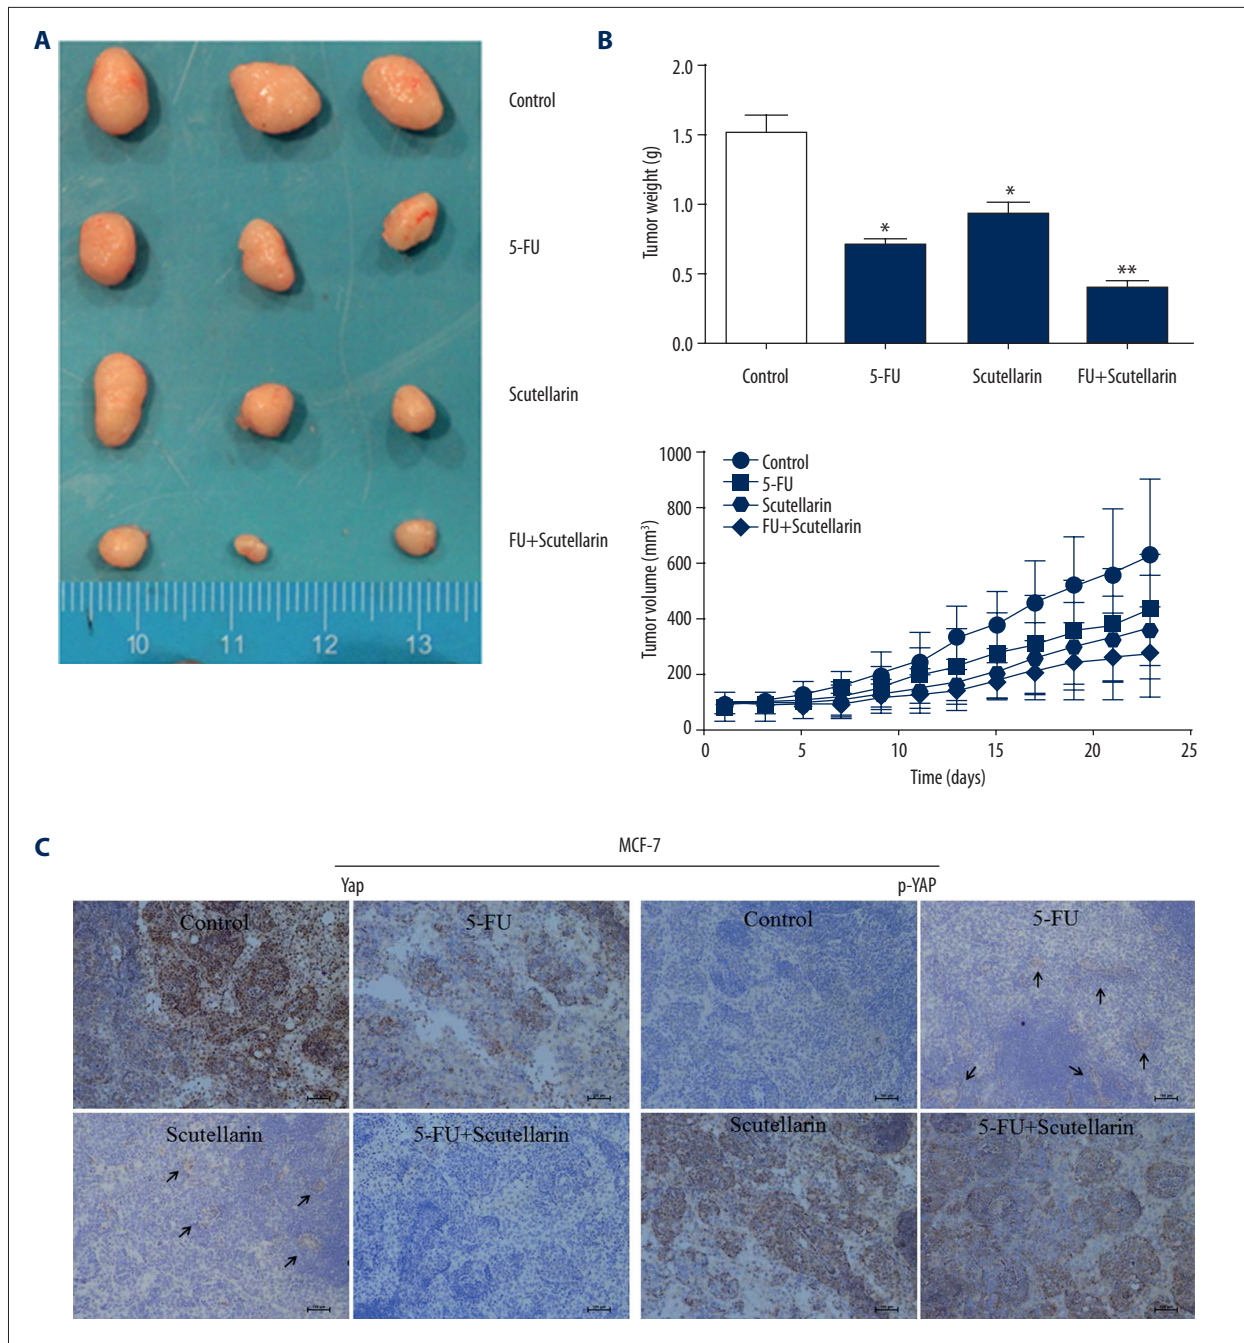 A
Control
5-FU
Scutellarin
FU+Scutellarin
10 11 12 13
B
2.0
1.5
1.0
0.5
0.0
Tumor weight (g)
*
*
**
Control 5-FU Scutellarin FU+Scutellarin
1000
800
600
400
200
0
Tumor volume (mm³)
Control
5-FU
Scutellarin
FU+Scutellarin
0 5 10 15 20 25
Time (days)
C
MCF-7
Yap p-YAP
Control 5-FU Control 5-FU
Scutellarin 5-FU+Scutellarin Scutellarin 5-FU+Scutellarin